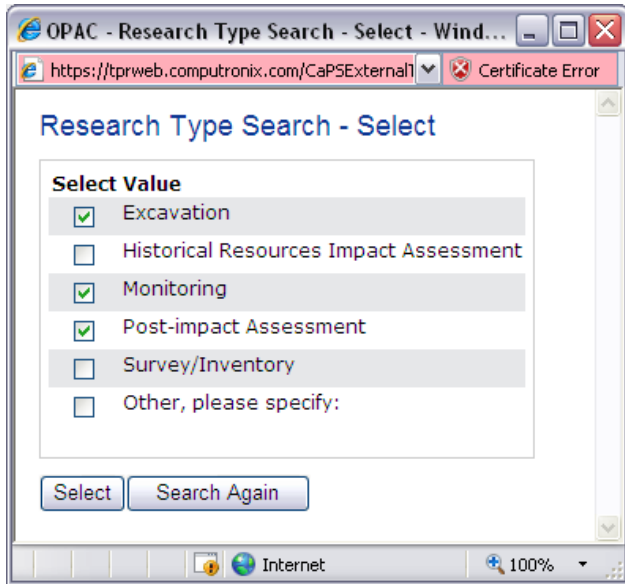 OPAC - Research Type Search - Select - Wind...
https://tprweb.computronix.com/CaPSExternal Certificate Error
Research Type Search - Select
Select Value
Excavation
Historical Resources Impact Assessment
Monitoring
Post-impact Assessment
Survey/Inventory
Other, please specify:
Select Search Again
Internet 100%